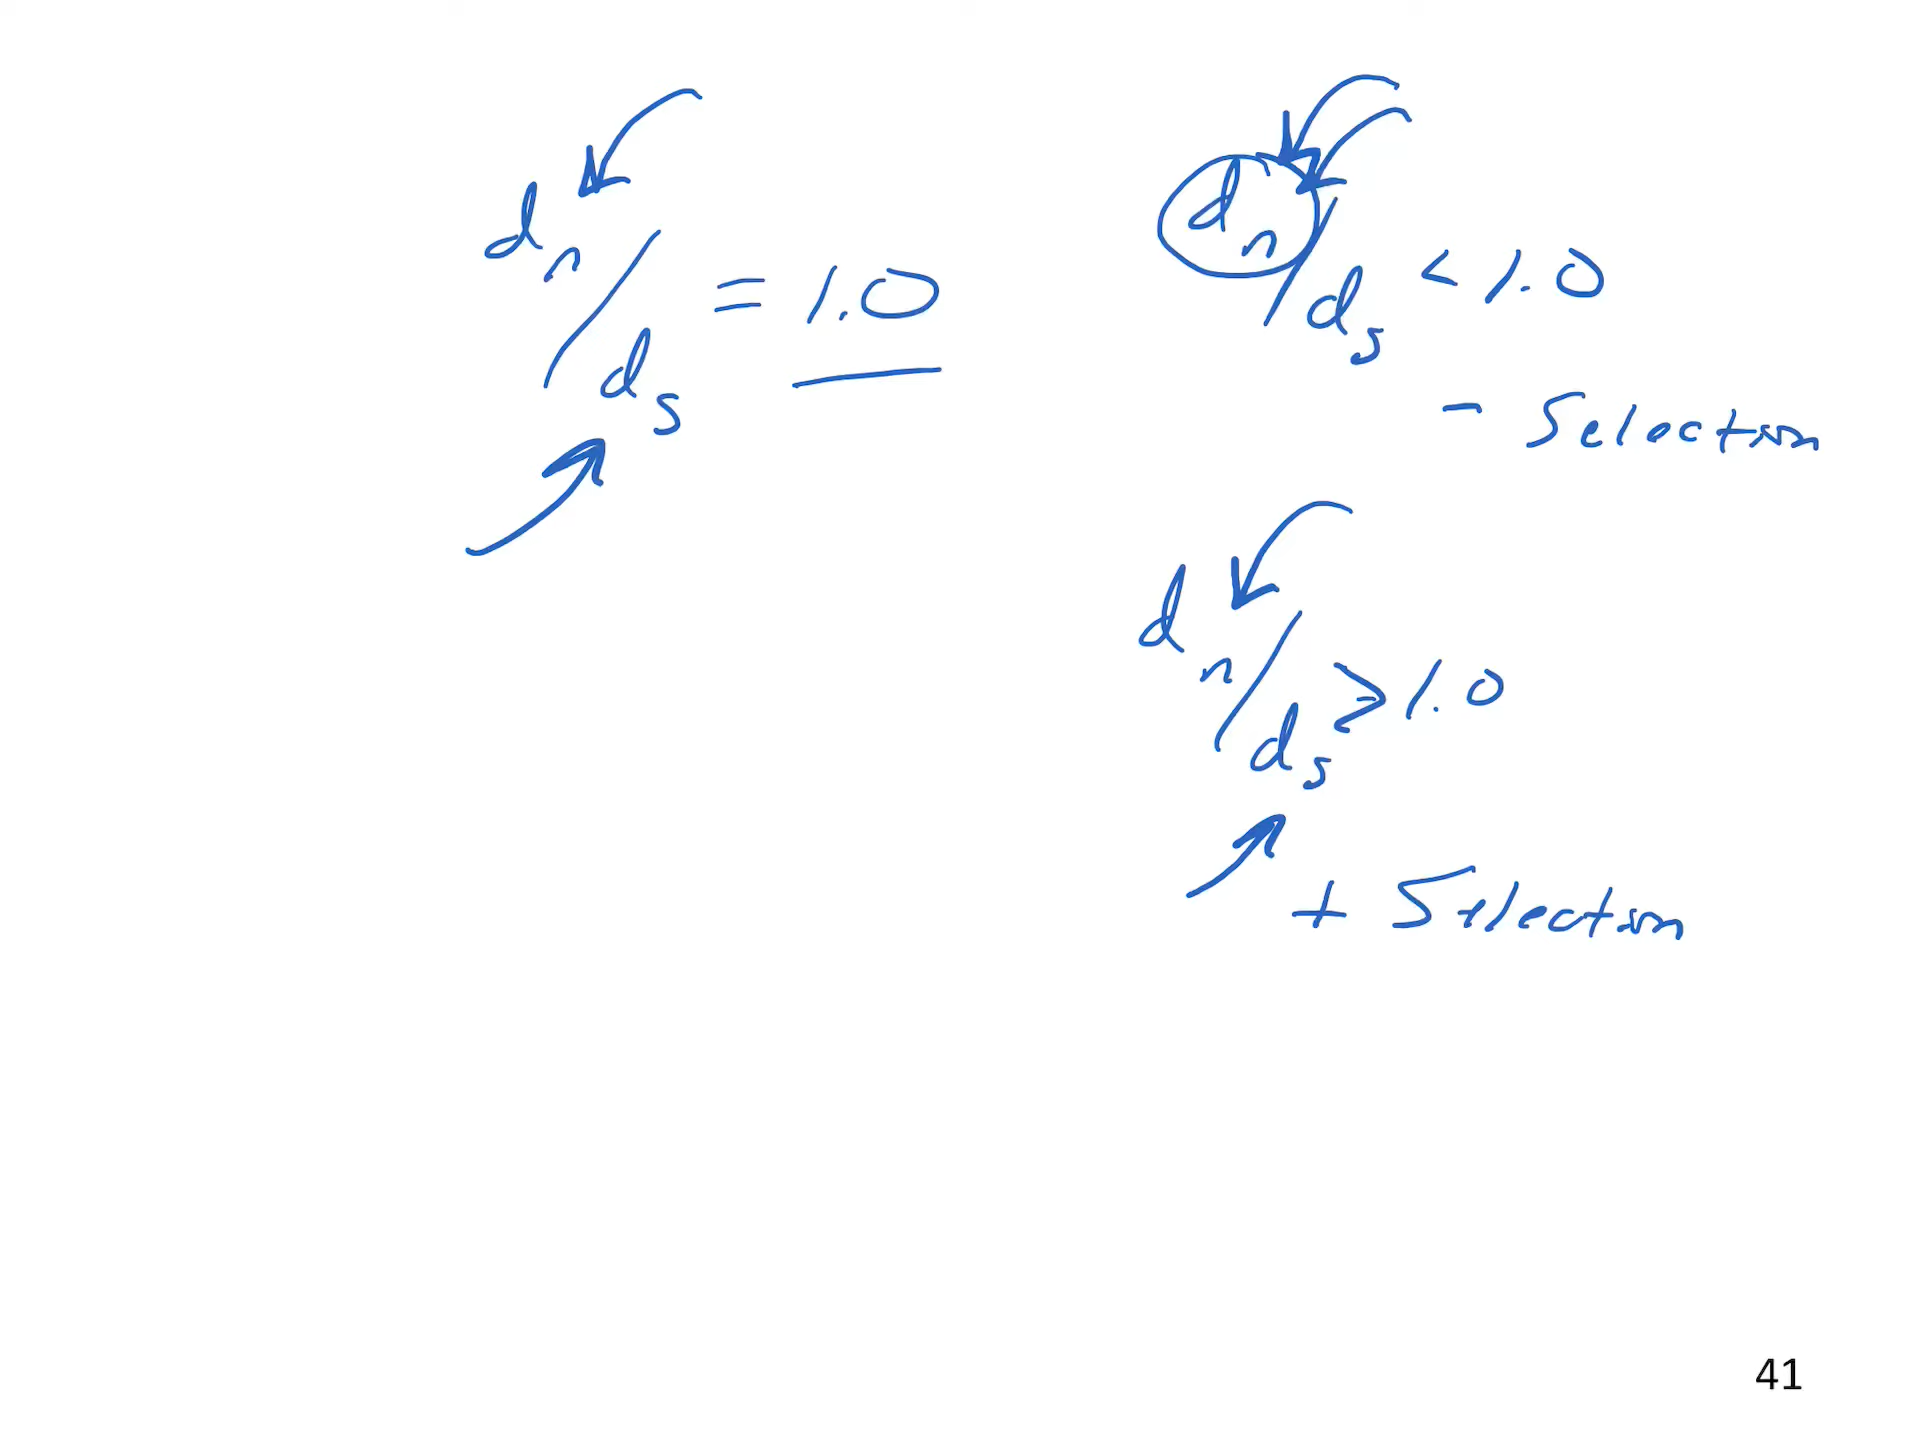 dn/ds = 1.0
dn/ds < 1.0
- Selection
dn/ds > 1.0
+ Selection
41